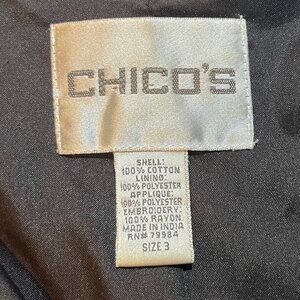 CHICO'S
SHELL:
100% COTTON
LINING:
100% POLYESTER
APPLIQUE:
100% POLYESTER
EMBROIDERY:
100% RAYON
MADE IN INDIA
RN# 79984
SIZE 3